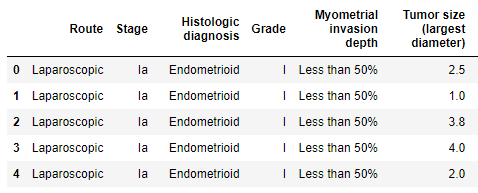 Route Stage Histologic diagnosis Grade Myometrial invasion depth Tumor size (largest diameter)
0 Laparoscopic Ia Endometrioid I Less than 50% 2.5
1 Laparoscopic Ia Endometrioid I Less than 50% 1.0
2 Laparoscopic Ia Endometrioid I Less than 50% 3.8
3 Laparoscopic Ia Endometrioid I Less than 50% 4.0
4 Laparoscopic Ia Endometrioid I Less than 50% 2.0